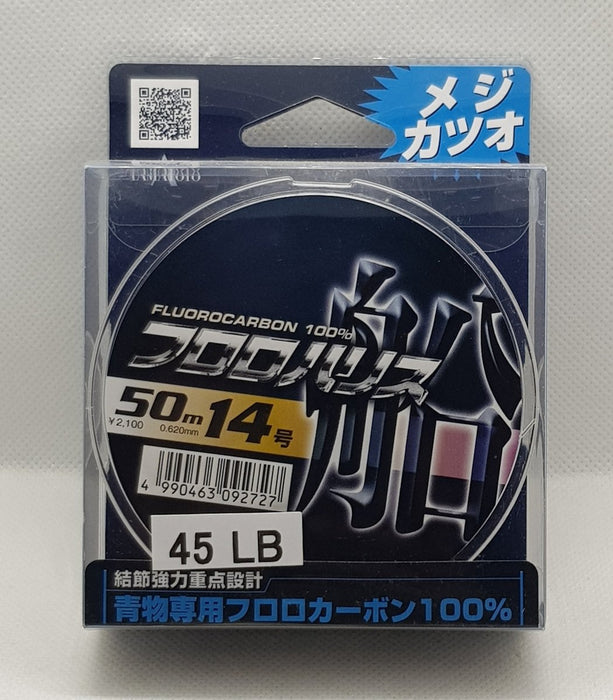 メジ
カツオ
FLUOROCARBON 100%
フロロハリス
船
50m 14号
¥2,100 0.620mm
4 990463 092727
45 LB
結節強力重点設計
青物専用フロロカーボン100%